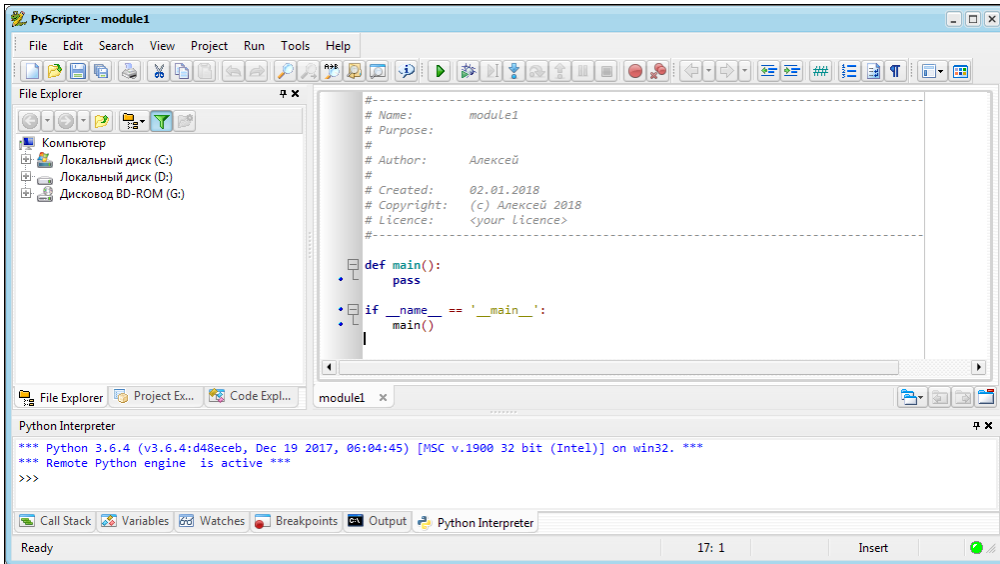 PyScripter - module1
File Edit Search View Project Run Tools Help
File Explorer
Компьютер
Локальный диск (C:)
Локальный диск (D:)
Дисковод BD-ROM (G:)
File Explorer Project Ex... Code Expl...
#-------------------------------------------------------------------------------
# Name:        module1
# Purpose:
#
# Author:      Алексей
#
# Created:     02.01.2018
# Copyright:   (c) Алексей 2018
# Licence:     <your licence>
#-------------------------------------------------------------------------------
def main():
    pass
if __name__ == '__main__':
    main()
module1
Python Interpreter
*** Python 3.6.4 (v3.6.4:d48eceb, Dec 19 2017, 06:04:45) [MSC v.1900 32 bit (Intel)] on win32. ***
*** Remote Python engine  is active ***
>>>
Call Stack Variables Watches Breakpoints Output Python Interpreter
Ready 17: 1 Insert